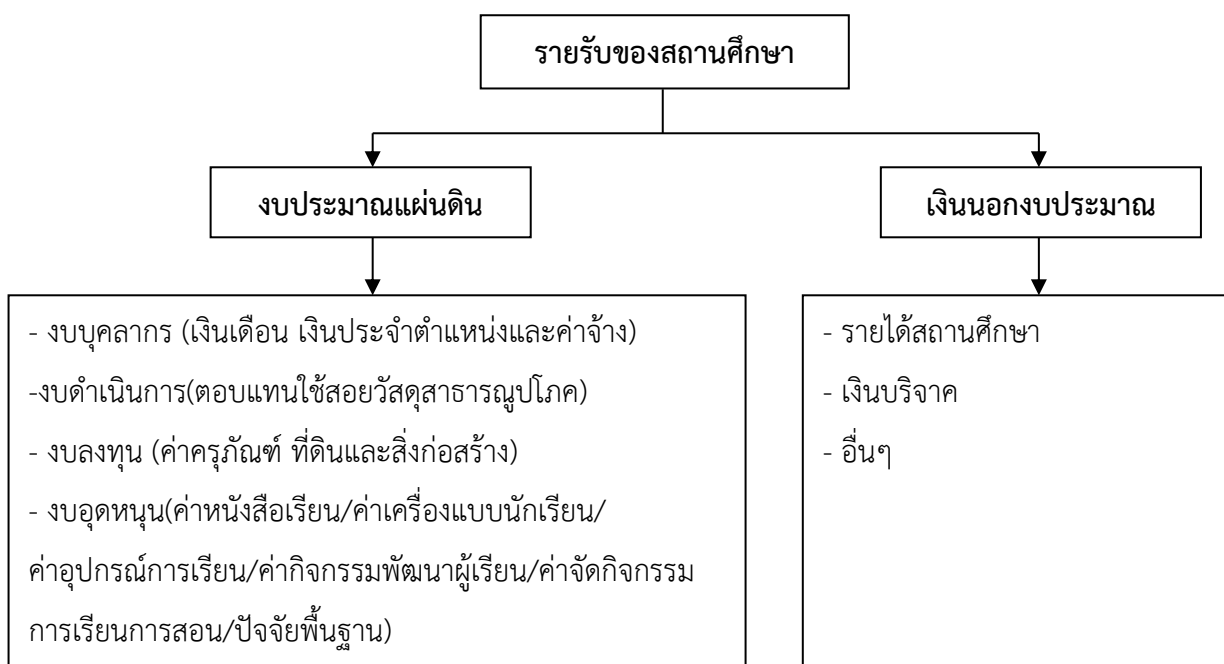 รายรับของสถานศึกษา
งบประมาณแผ่นดิน
เงินนอกงบประมาณ
- งบบุคลากร (เงินเดือน เงินประจำตำแหน่งและค่าจ้าง)
-งบดำเนินการ(ตอบแทนใช้สอยวัสดุสาธารณูปโภค)
- งบลงทุน (ค่าครุภัณฑ์ ที่ดินและสิ่งก่อสร้าง)
- งบอุดหนุน(ค่าหนังสือเรียน/ค่าเครื่องแบบนักเรียน/
ค่าอุปกรณ์การเรียน/ค่ากิจกรรมพัฒนาผู้เรียน/ค่าจัดกิจกรรม
การเรียนการสอน/ปัจจัยพื้นฐาน)
- รายได้สถานศึกษา
- เงินบริจาค
- อื่นๆ